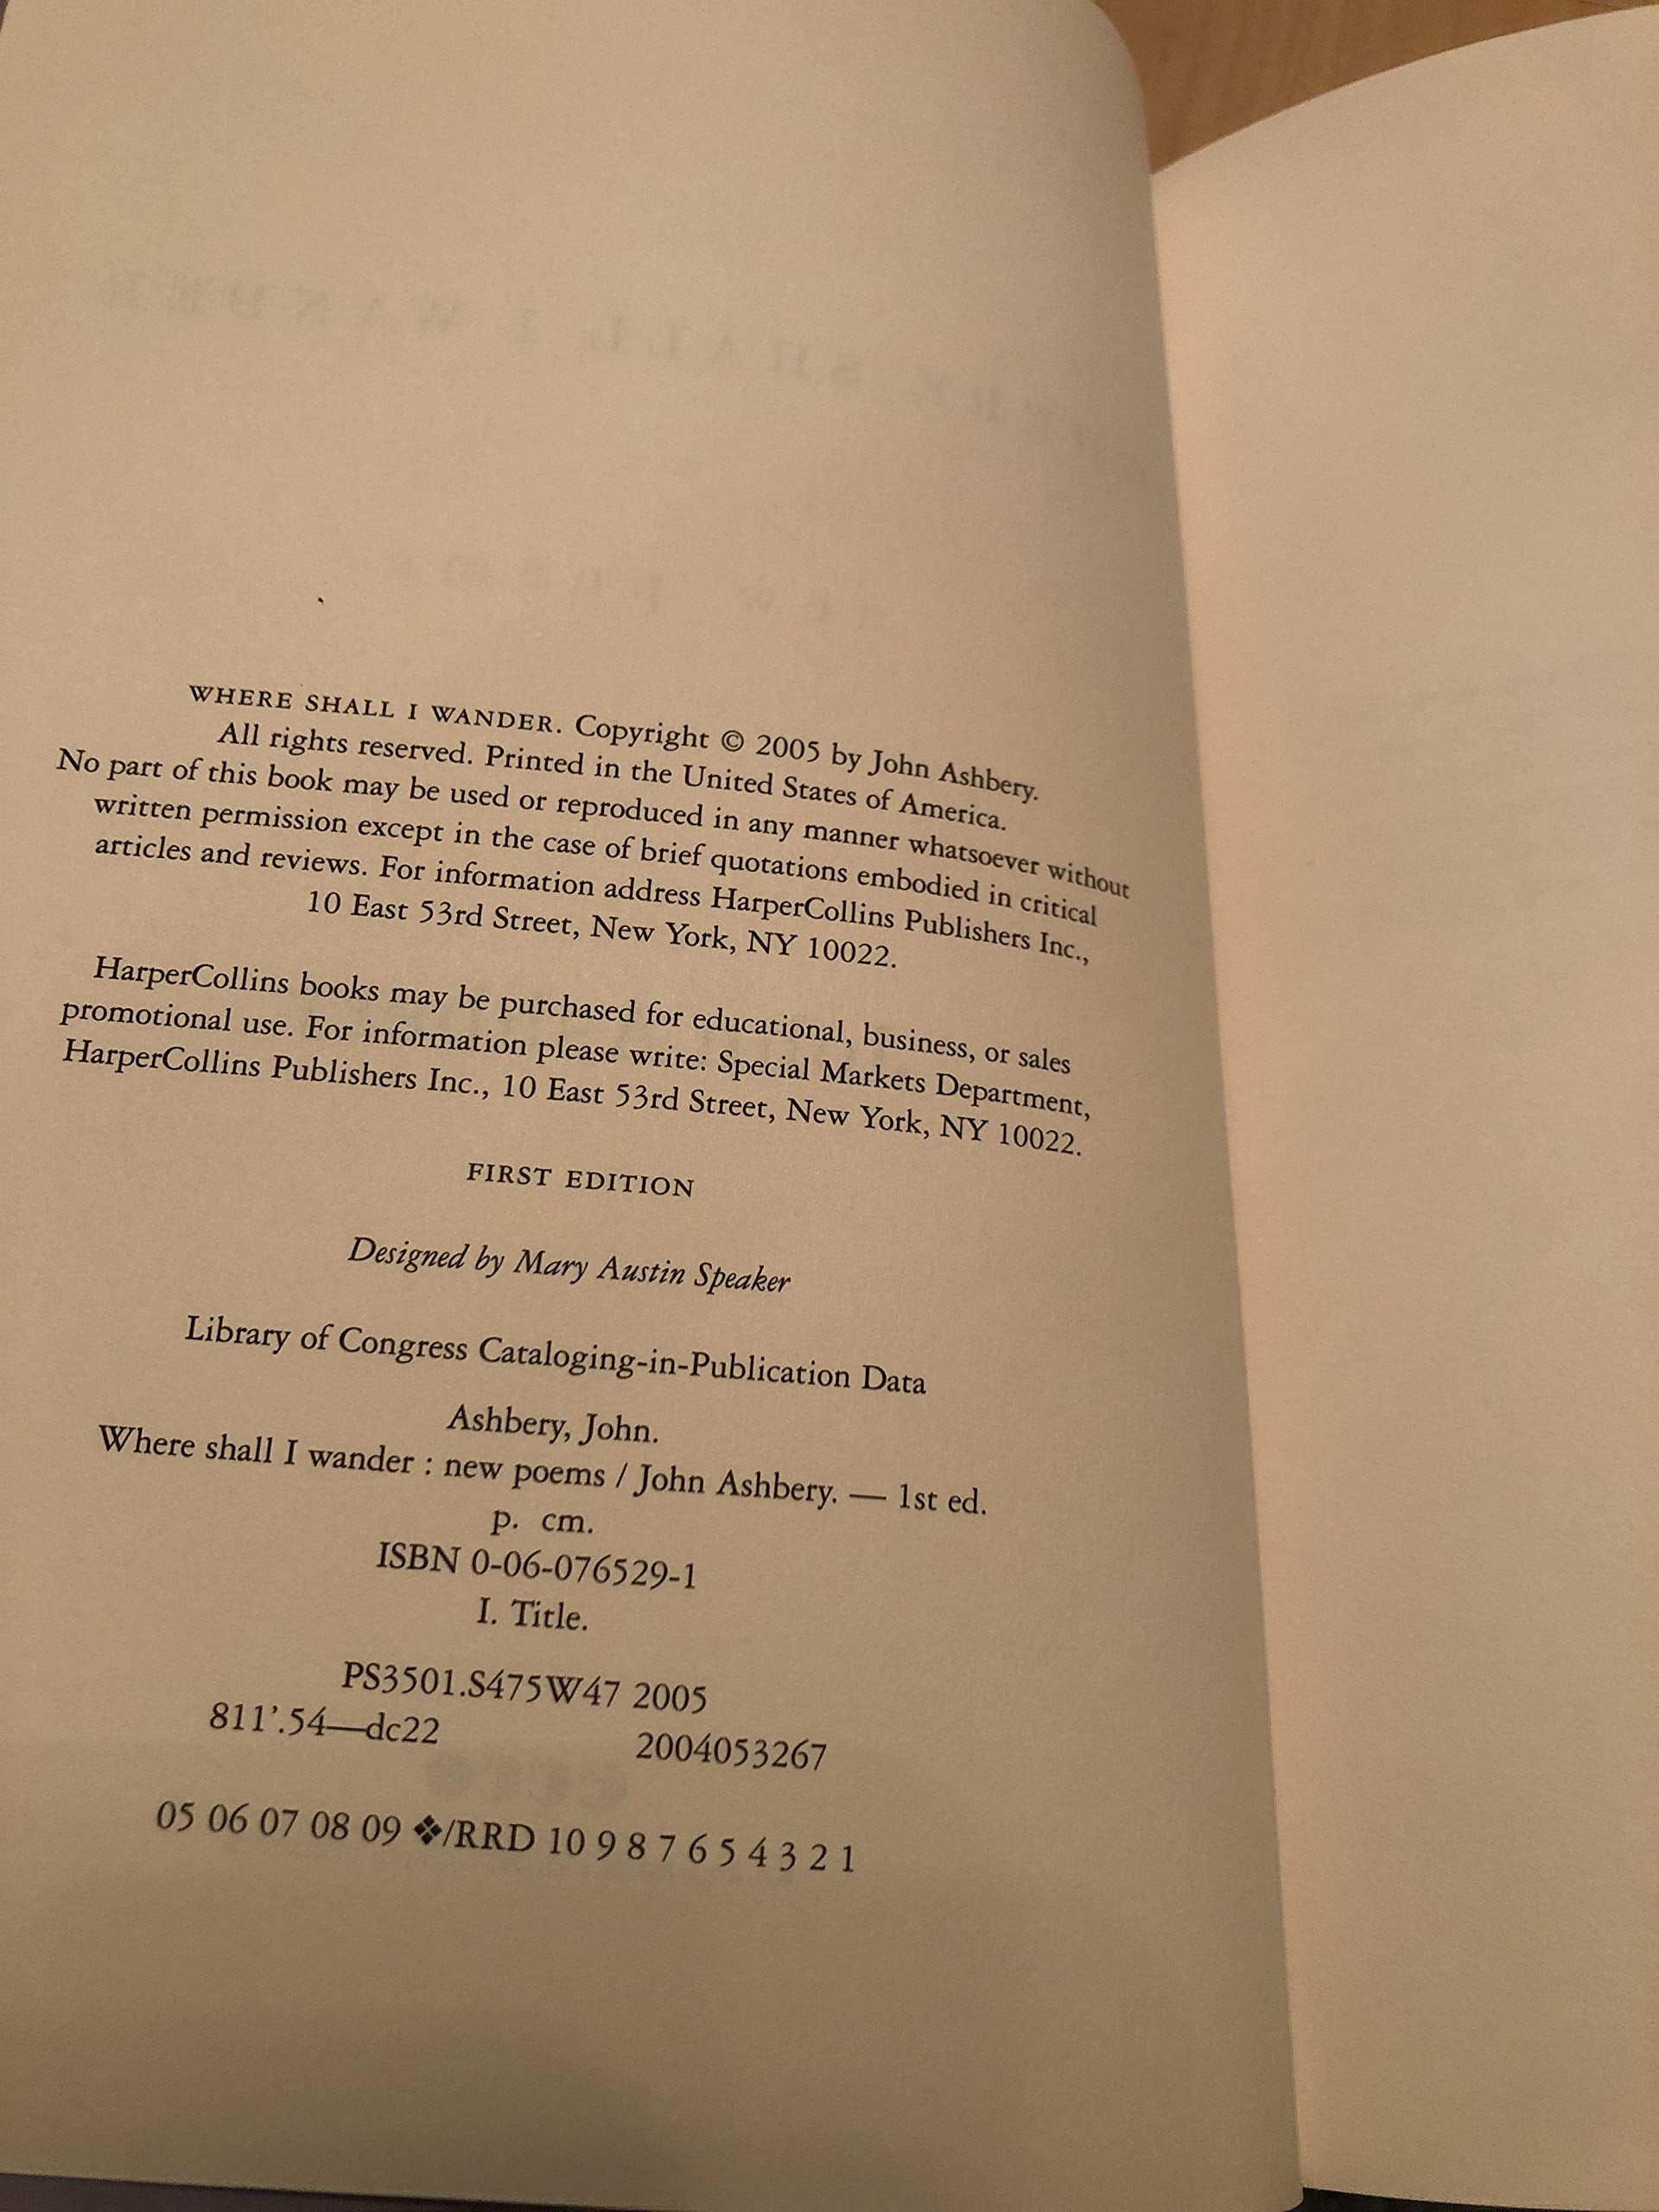 WHERE SHALL I WANDER. Copyright © 2005 by John Ashbery.
All rights reserved. Printed in the United States of America.
No part of this book may be used or reproduced in any manner whatsoever without
written permission except in the case of brief quotations embodied in critical
articles and reviews. For information address HarperCollins Publishers Inc.,
10 East 53rd Street, New York, NY 10022.
HarperCollins books may be purchased for educational, business, or sales
promotional use. For information please write: Special Markets Department,
HarperCollins Publishers Inc., 10 East 53rd Street, New York, NY 10022.
FIRST EDITION
Designed by Mary Austin Speaker
Library of Congress Cataloging-in-Publication Data
Ashbery, John.
Where shall I wander : new poems / John Ashbery. — 1st ed.
p. cm.
ISBN 0-06-076529-1
I. Title.
PS3501.S475W47 2005
811'.54—dc22 2004053267
05 06 07 08 09 ❖/RRD 10 9 8 7 6 5 4 3 2 1